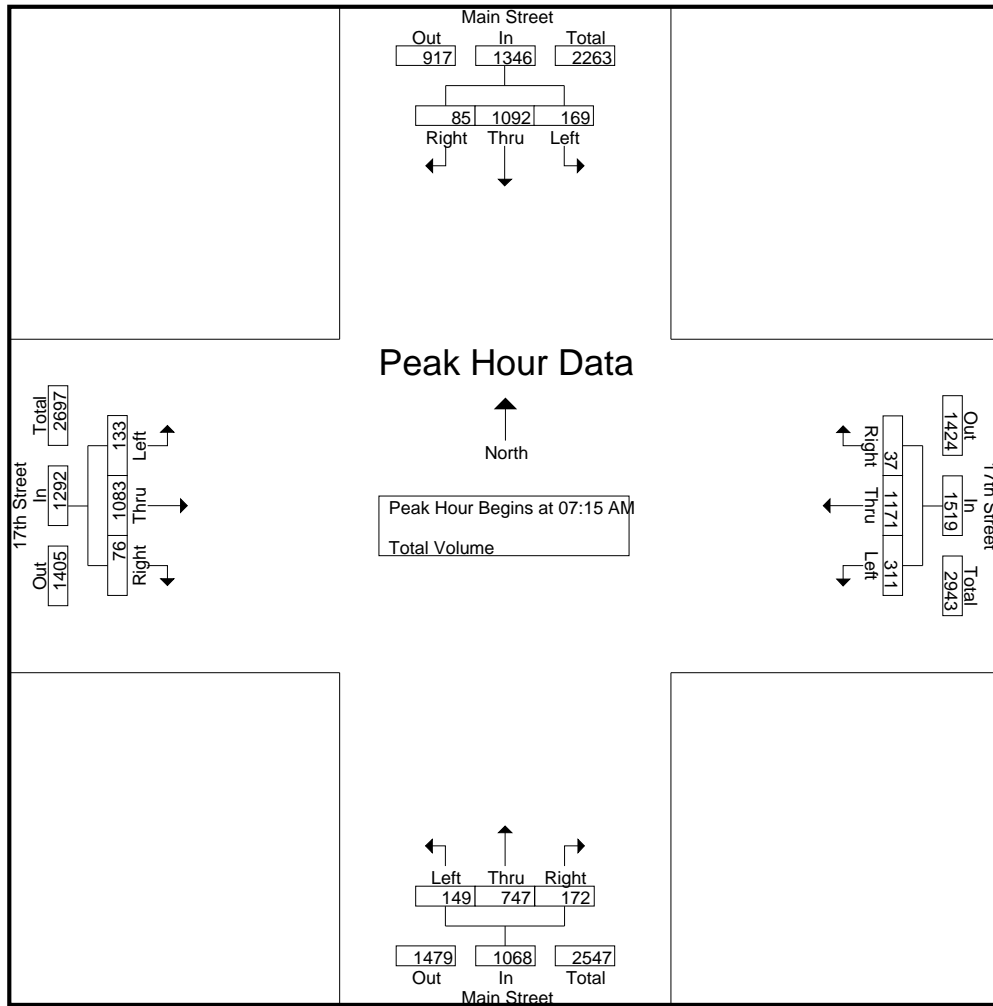 Main Street
Out In Total
917 1346 2263
85 1092 169
Right Thru Left
Peak Hour Data
North
Peak Hour Begins at 07:15 AM
Total Volume
17th Street
Out In Total
1405 1292 2697
Left Thru Right
133 1083 76
17th Street
Out In Total
1424 1519 2943
Right Thru Left
37 1171 311
Left Thru Right
149 747 172
1479 1068 2547
Out In Total
Main Street